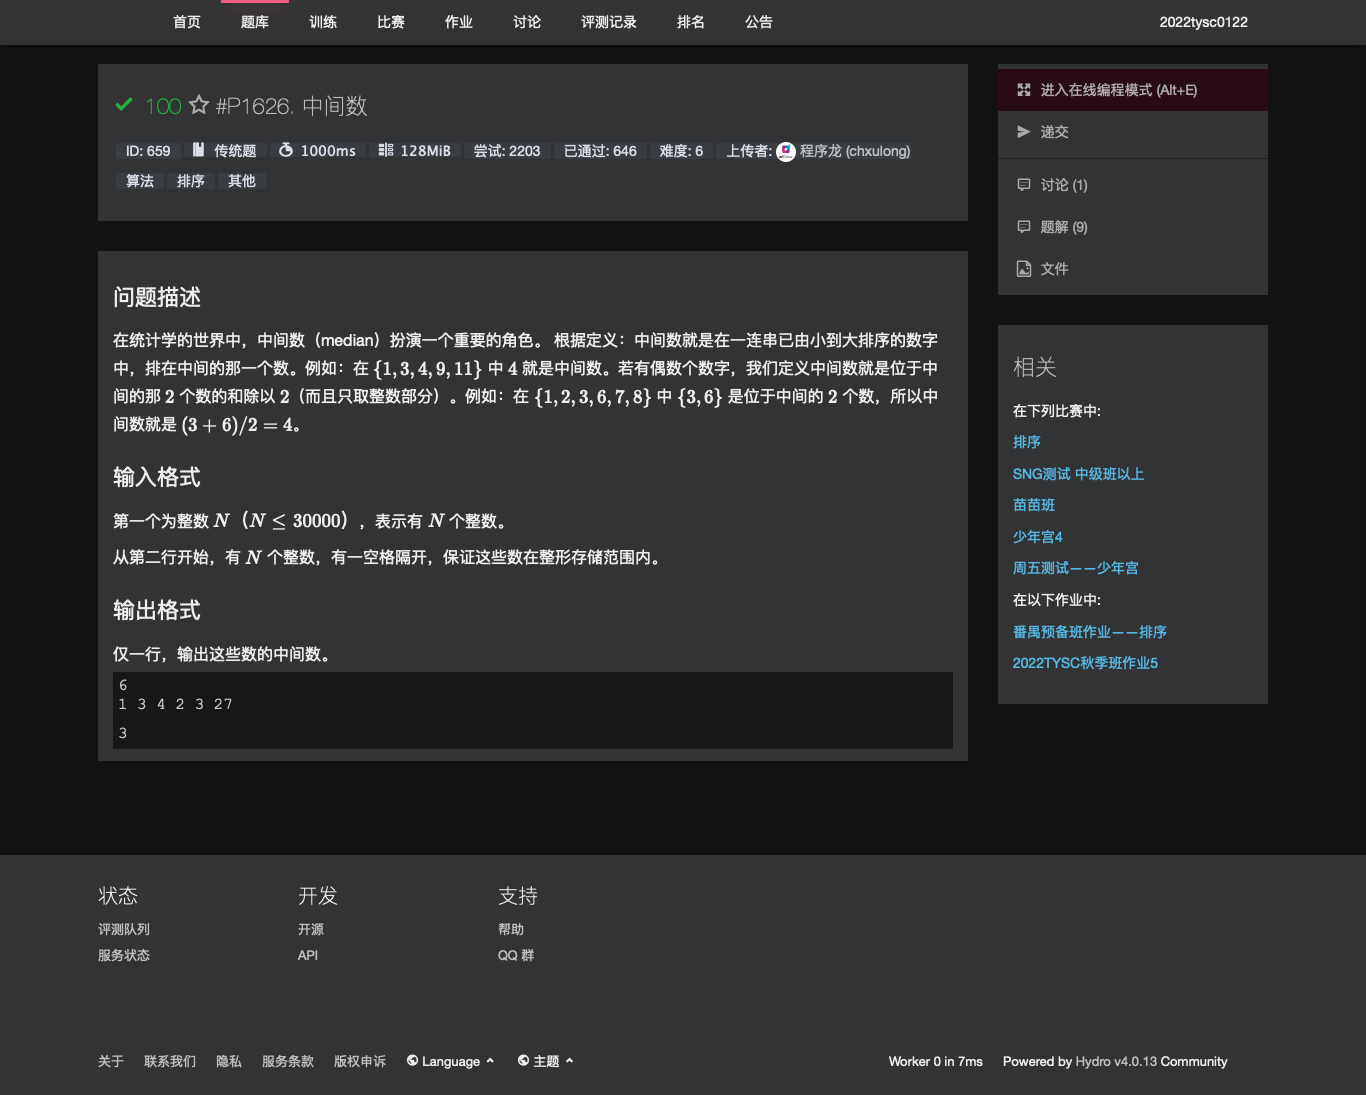 首页 题库 训练 比赛 作业 讨论 评测记录 排名 公告 2022tysc0122
100 #P1626. 中间数
ID: 659 传统题 1000ms 128MiB 尝试: 2203 已通过: 646 难度: 6 上传者: 程序龙 (chxulong)
算法 排序 其他
问题描述
在统计学的世界中，中间数（median）扮演一个重要的角色。 根据定义：中间数就是在一连串已由小到大排序的数字
中，排在中间的那一个数。例如：在 {1, 3, 4, 9, 11} 中 4 就是中间数。若有偶数个数字，我们定义中间数就是位于中
间的那 2 个数的和除以 2（而且只取整数部分）。例如：在 {1, 2, 3, 6, 7, 8} 中 {3, 6} 是位于中间的 2 个数，所以中
间数就是 (3 + 6)/2 = 4。
输入格式
第一个为整数 N（N ≤ 30000），表示有 N 个整数。
从第二行开始，有 N 个整数，有一空格隔开，保证这些数在整形存储范围内。
输出格式
仅一行，输出这些数的中间数。
6
1 3 4 2 3 27
3
进入在线编程模式 (Alt+E)
递交
讨论 (1)
题解 (9)
文件
相关
在下列比赛中:
排序
SNG测试 中级班以上
苗苗班
少年宫4
周五测试——少年宫
在以下作业中:
番禺预备班作业——排序
2022TYSC秋季班作业5
状态 开发 支持
评测队列 开源 帮助
服务状态 API QQ 群
关于 联系我们 隐私 服务条款 版权申诉 Language 主题 Worker 0 in 7ms Powered by Hydro v4.0.13 Community